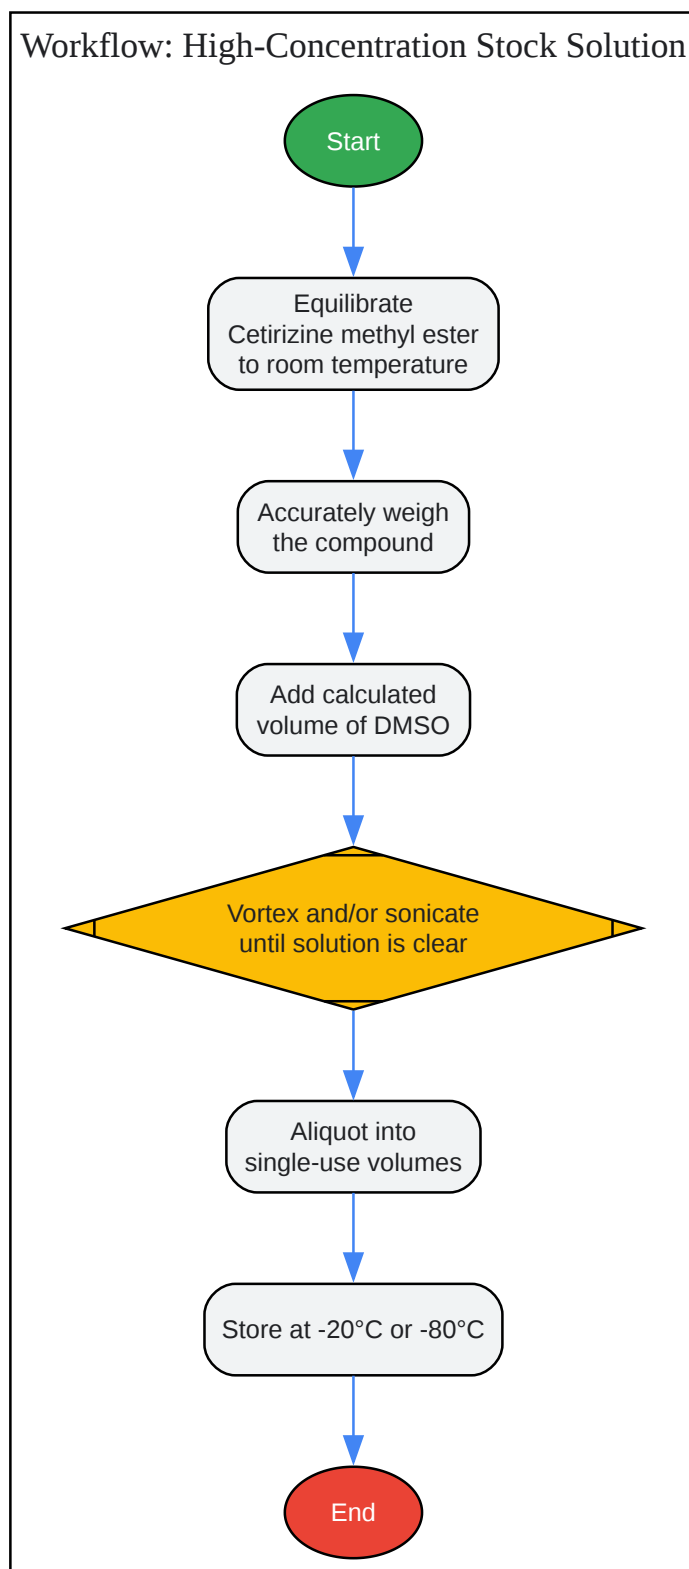 Workflow: High-Concentration Stock Solution
Start
Equilibrate
Cetirizine methyl ester
to room temperature
Accurately weigh
the compound
Add calculated
volume of DMSO
Vortex and/or sonicate
until solution is clear
Aliquot into
single-use volumes
Store at -20°C or -80°C
End